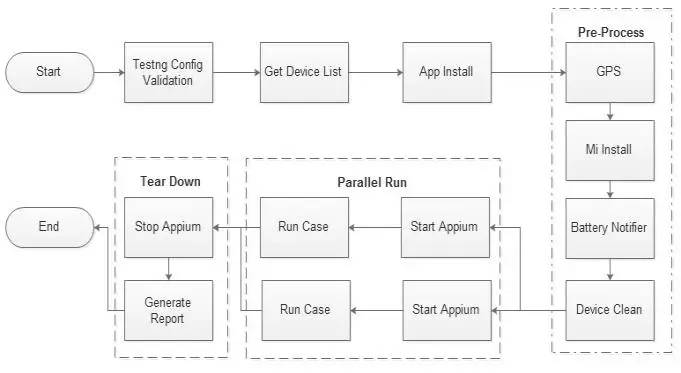 Pre-Process
Start
Testng Config
Validation
Get Device List
App Install
GPS
Mi Install
Tear Down
Parallel Run
End
Stop Appium
Run Case
Start Appium
Battery Notifier
Generate
Report
Run Case
Start Appium
Device Clean